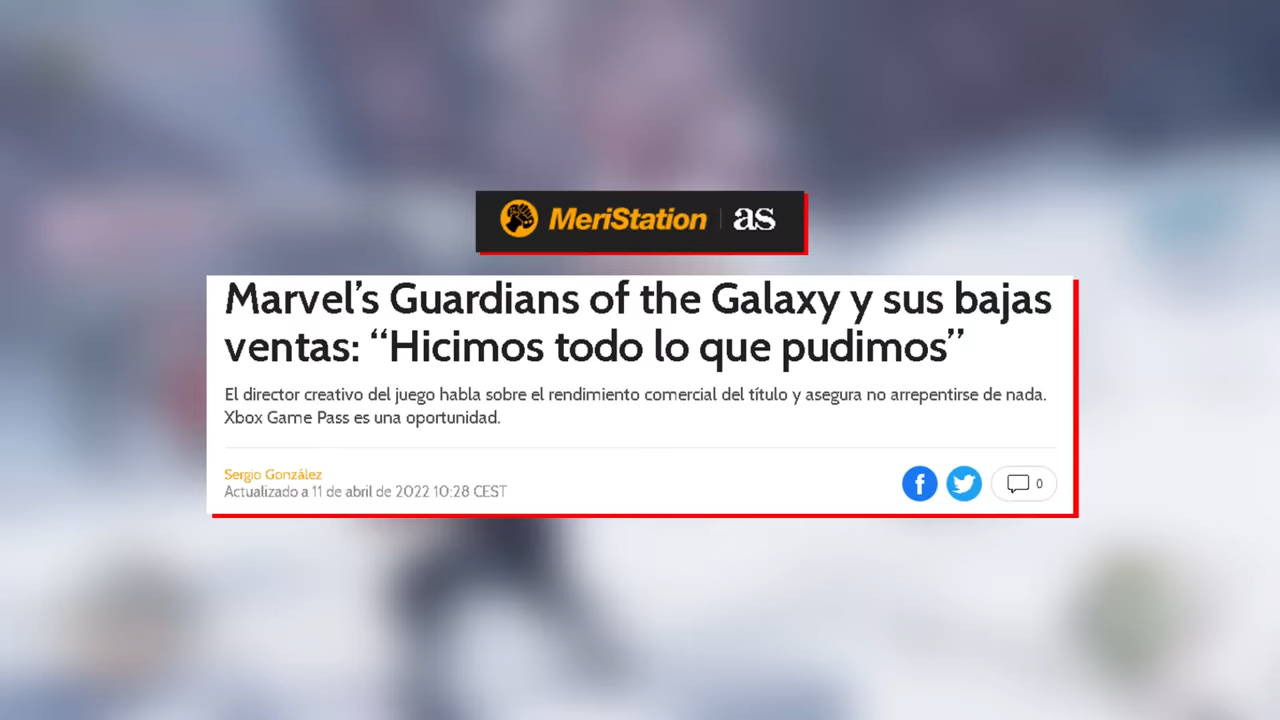 MeriStation | as
Marvel’s Guardians of the Galaxy y sus bajas
ventas: “Hicimos todo lo que pudimos”
El director creativo del juego habla sobre el rendimiento comercial del título y asegura no arrepentirse de nada.
Xbox Game Pass es una oportunidad.
Sergio González
Actualizado a 11 de abril de 2022 10:28 CEST
0